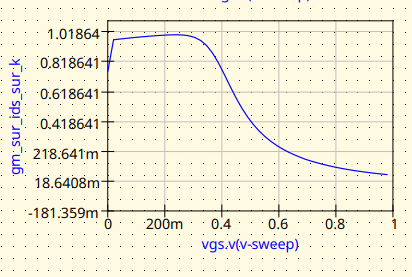 1.01864
0.818641
0.618641
0.418641
218.641m
18.6408m
-181.359m
gm_sur_ids_sur_k
0 200m 0.4 0.6 0.8 1
vgs.v(v-sweep)